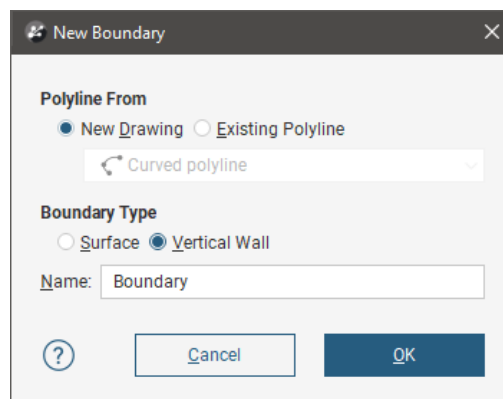 New Boundary
Polyline From
New Drawing Existing Polyline
Curved polyline
Boundary Type
Surface Vertical Wall
Name: Boundary
? Cancel OK